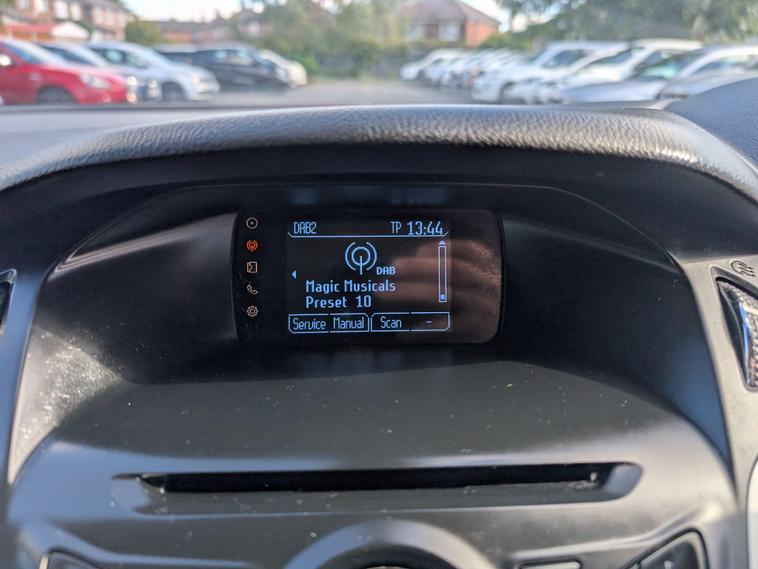 DAB2 TP 13:44
DAB
Magic Musicals
Preset 10
Service Manual Scan -